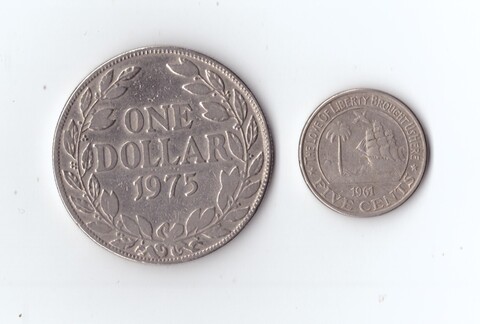 ONE
DOLLAR
1975
THE LOVE OF LIBERTY BROUGHT US HERE
1961
FIVE CENTS